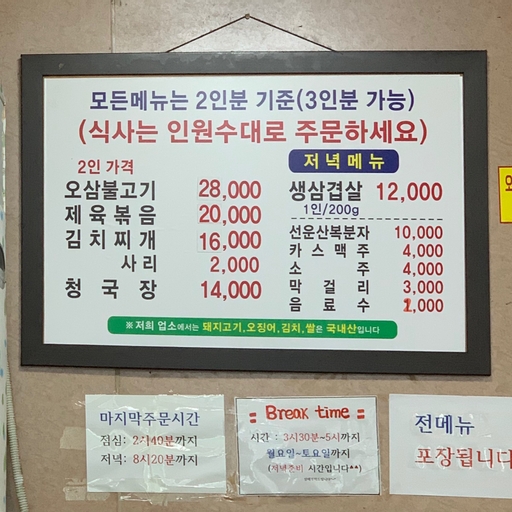 모든메뉴는 2인분 기준(3인분 가능)
(식사는 인원수대로 주문하세요)
2인 가격
오삼불고기 28,000
제육볶음 20,000
김치찌개 16,000
사리 2,000
청국장 14,000
저녁메뉴
생삼겹살 12,000
1인/200g
선운산복분자 10,000
카스맥주 4,000
소주 4,000
막걸리 3,000
음료수 2,000
※ 저희 업소에서는 돼지고기,오징어,김치,쌀은 국내산입니다
마지막주문시간
점심: 2시40분까지
저녁: 8시20분까지
= Break time =
시간 : 3시30분~5시까지
월요일~토요일까지
(저녁준비 시간입니다^^)
전메뉴
포장됩니다